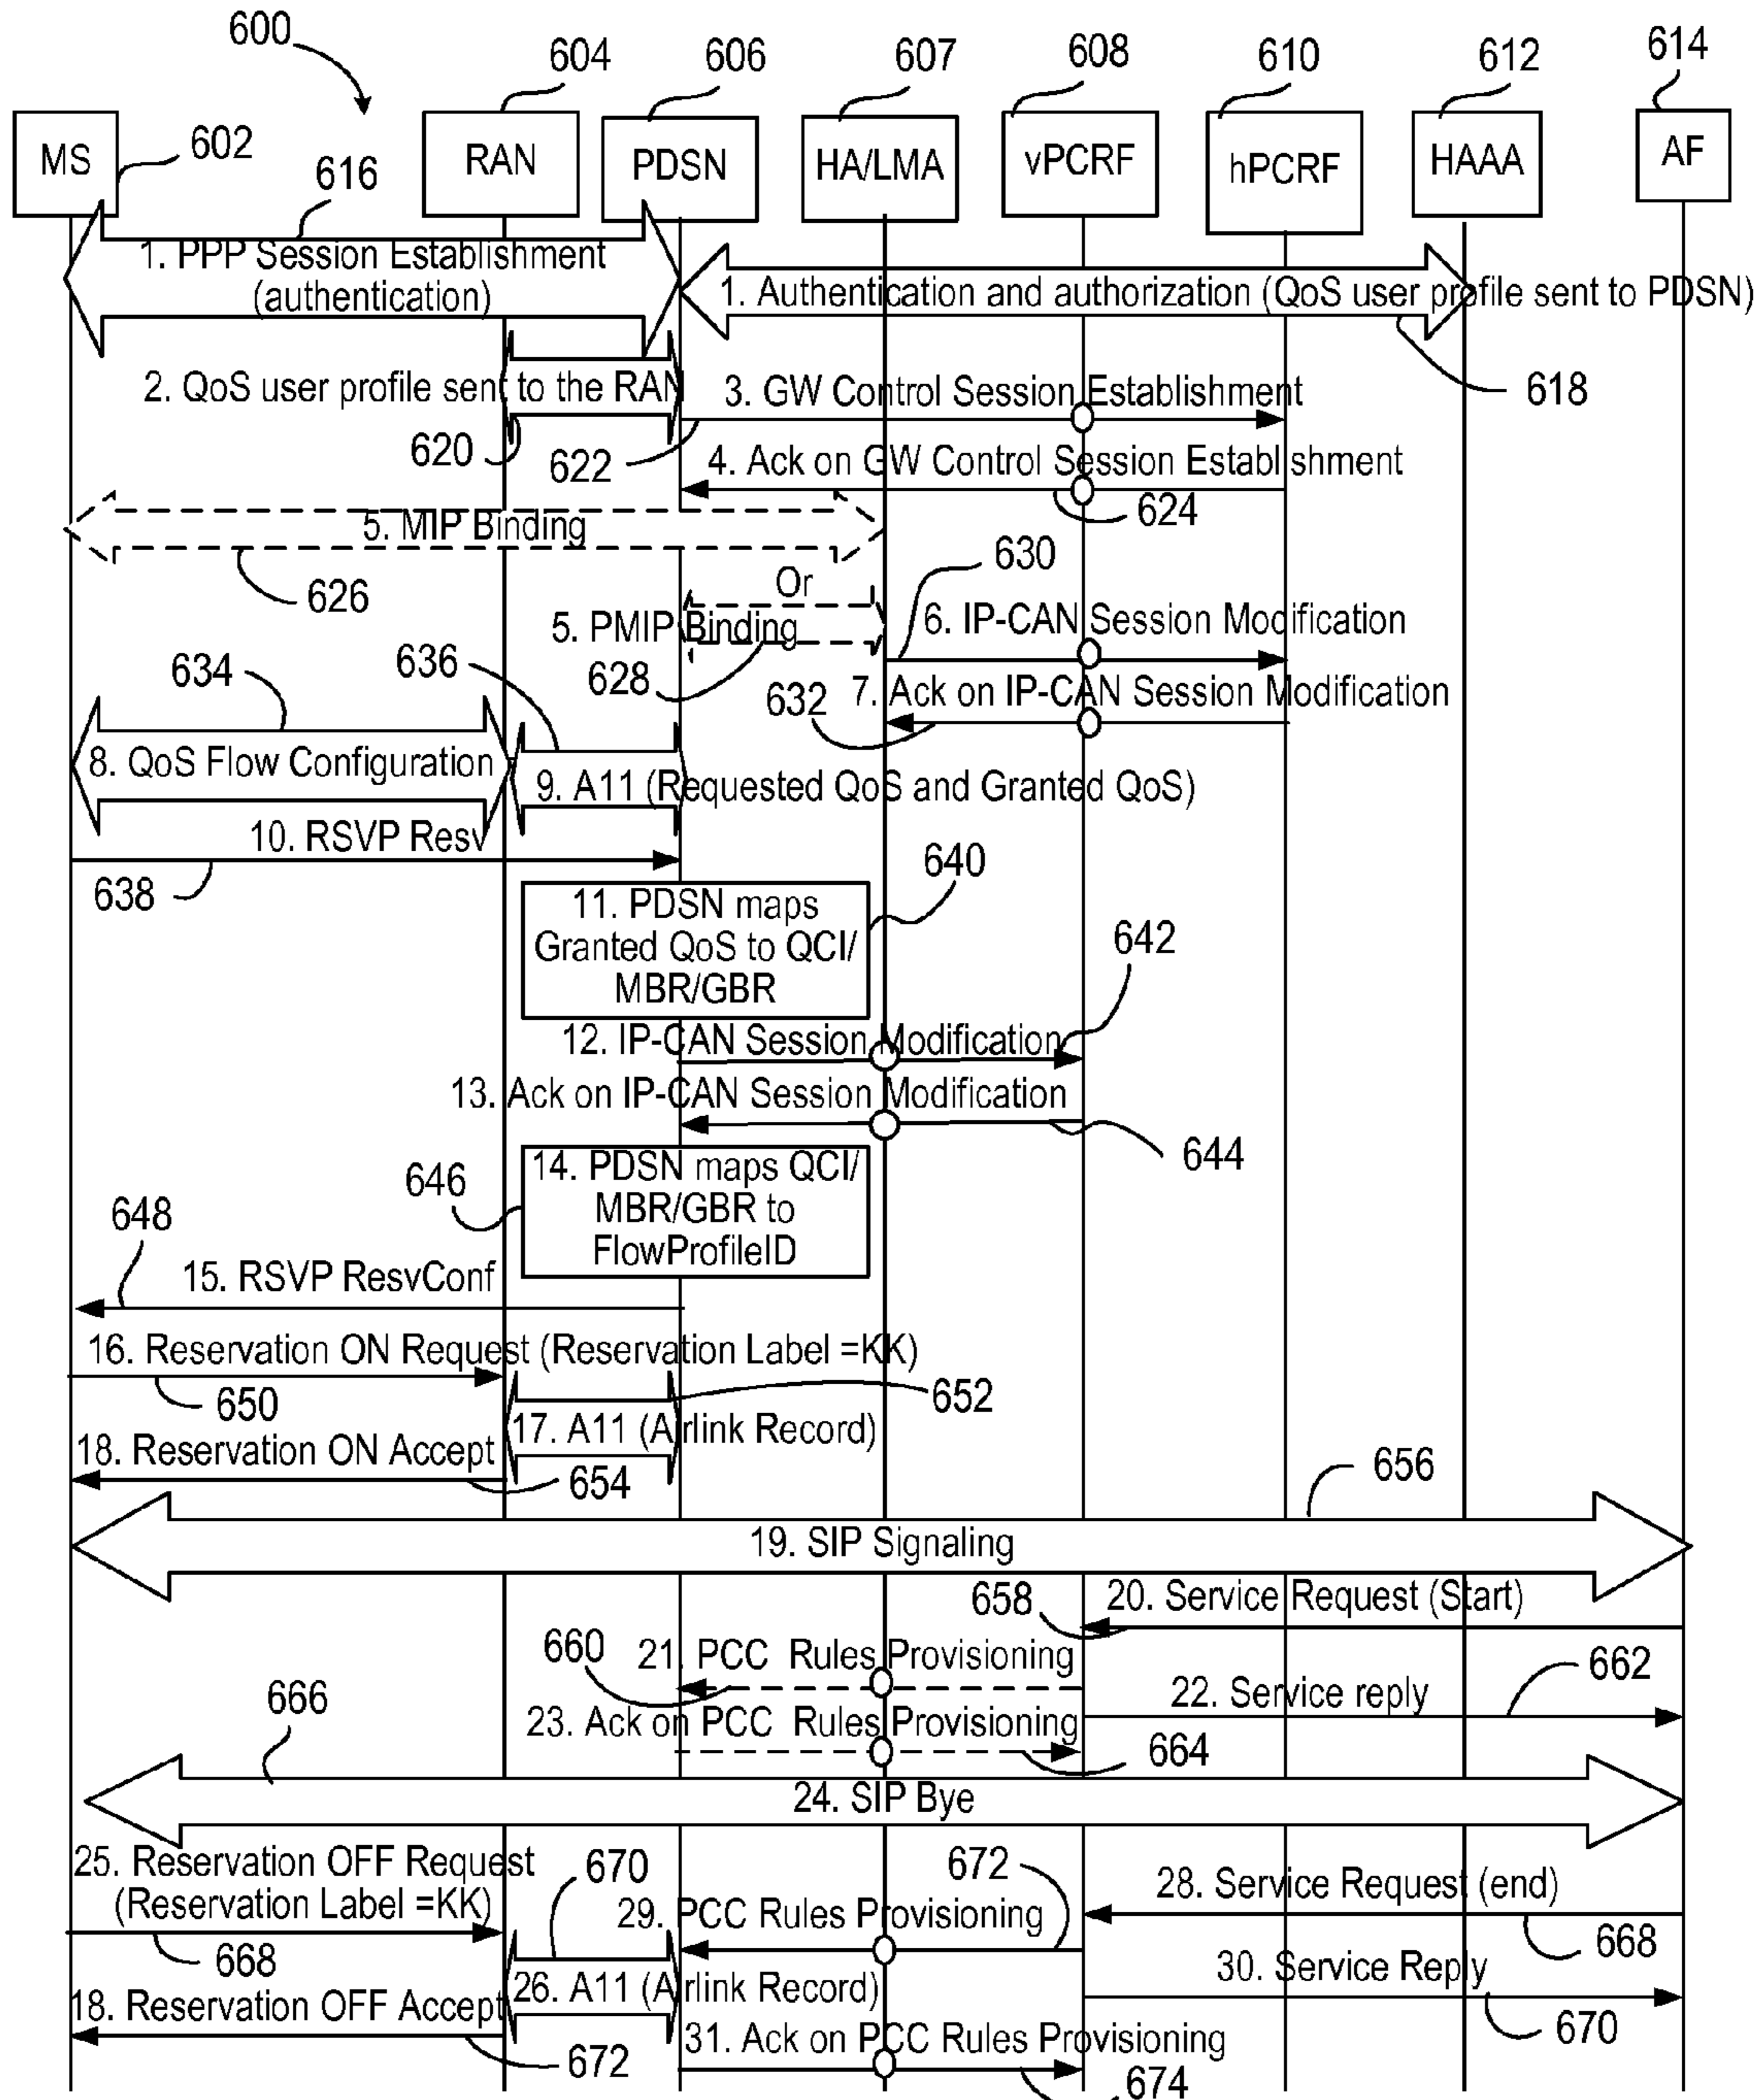 600
604
606
607
608
610
612
614
MS
602
RAN
PDSN
HA/LMA
vPCRF
hPCRF
HAAA
AF
616
1. PPP Session Establishment
(authentication)
1. Authentication and authorization (QoS user profile sent to PDSN)
618
2. QoS user profile sent to the RAN
620
3. GW Control Session Establishment
622
4. Ack on GW Control Session Establishment
624
5. MIP Binding
626
Or
630
5. PMIP Binding
628
6. IP-CAN Session Modification
632
7. Ack on IP-CAN Session Modification
634
636
8. QoS Flow Configuration
9. A11 (Requested QoS and Granted QoS)
10. RSVP Resv
638
640
11. PDSN maps
Granted QoS to QCI/
MBR/GBR
642
12. IP-CAN Session Modification
13. Ack on IP-CAN Session Modification
644
646
14. PDSN maps QCI/
MBR/GBR to
FlowProfileID
648
15. RSVP ResvConf
16. Reservation ON Request (Reservation Label =KK)
650
652
17. A11 (Airlink Record)
18. Reservation ON Accept
654
656
19. SIP Signaling
658
20. Service Request (Start)
660
21. PCC Rules Provisioning
662
22. Service reply
23. Ack on PCC Rules Provisioning
664
666
24. SIP Bye
25. Reservation OFF Request
(Reservation Label =KK)
668
670
672
28. Service Request (end)
668
29. PCC Rules Provisioning
26. A11 (Airlink Record)
30. Service Reply
670
18. Reservation OFF Accept
672
31. Ack on PCC Rules Provisioning
674